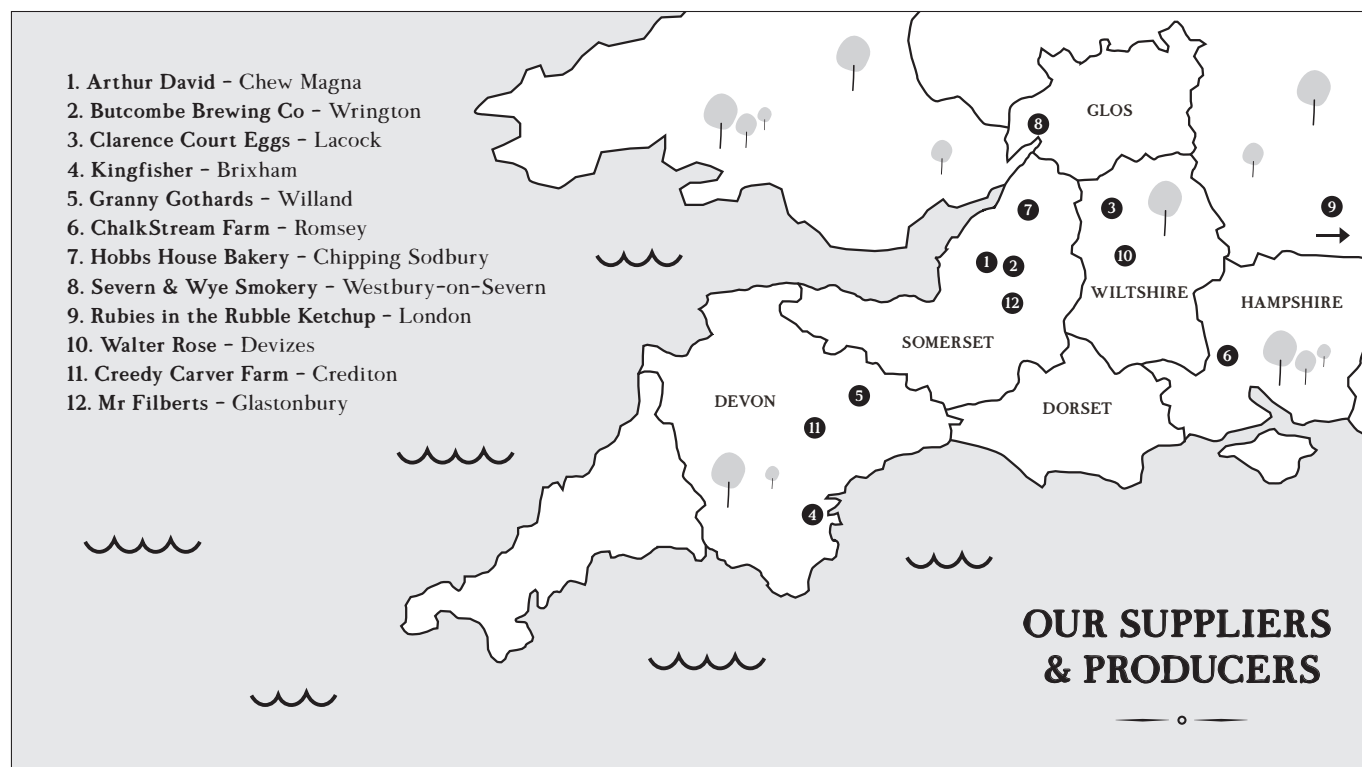 1. Arthur David – Chew Magna
2. Butcombe Brewing Co – Wrington
3. Clarence Court Eggs – Lacock
4. Kingfisher – Brixham
5. Granny Gothards – Willand
6. ChalkStream Farm – Romsey
7. Hobbs House Bakery – Chipping Sodbury
8. Severn & Wye Smokery – Westbury-on-Severn
9. Rubies in the Rubble Ketchup – London
10. Walter Rose – Devizes
11. Creedy Carver Farm – Crediton
12. Mr Filberts – Glastonbury
GLOS
8
7
3
9
1
2
10
12
WILTSHIRE
HAMPSHIRE
SOMERSET
6
DEVON
5
DORSET
11
4
OUR SUPPLIERS
& PRODUCERS